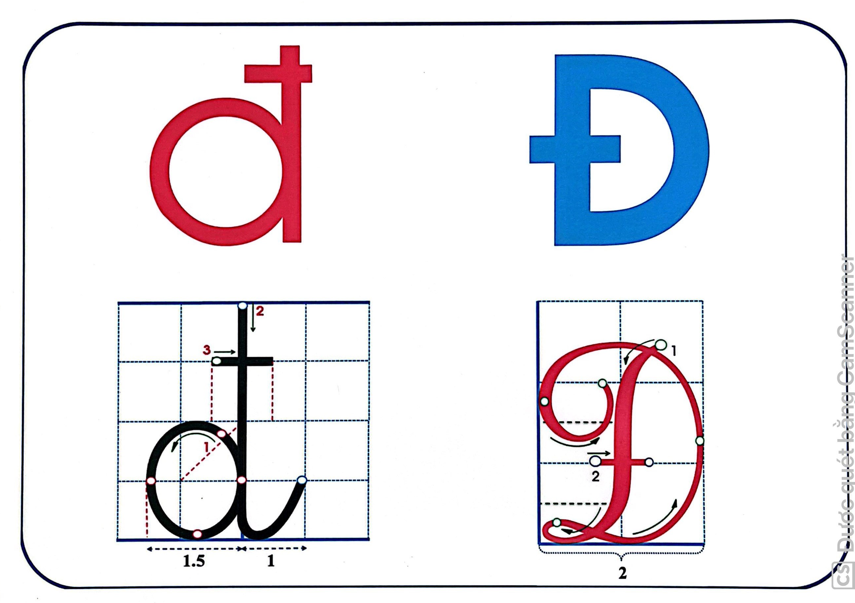 đ Đ
2
3
1
đ
1.5 1
1
2
Đ
2
CS Được quét bằng CamScanner